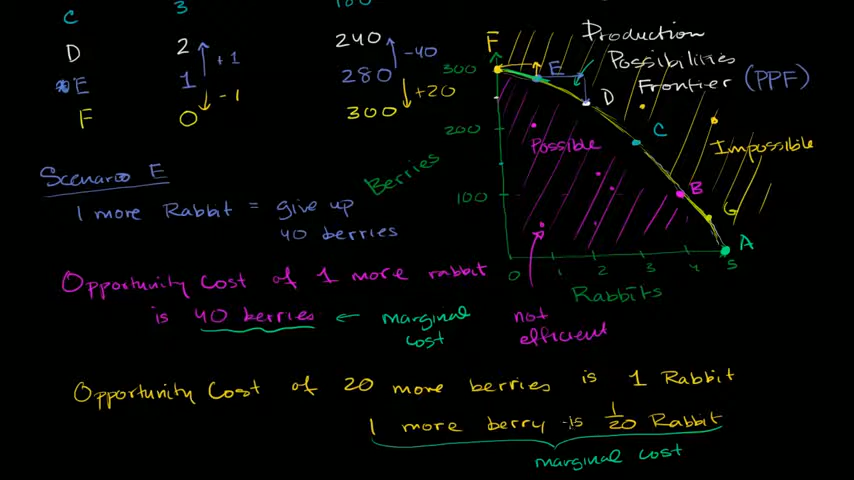 C 3 180
D 2 240
+1 -40
*E 1 280
-1 +20
F 0 300
Scenario E
1 more Rabbit = give up
40 berries
Opportunity Cost of 1 more rabbit
is 40 berries ← marginal
cost
Opportunity Cost of 20 more berries is 1 Rabbit
1 more berry is 1/20 Rabbit
marginal cost
F
E
Production
Possibilities
Frontier (PPF)
D
C
B
G
A
Possible
Impossible
Berries
300
200
100
0 1 2 3 4 5
Rabbits
not
efficient